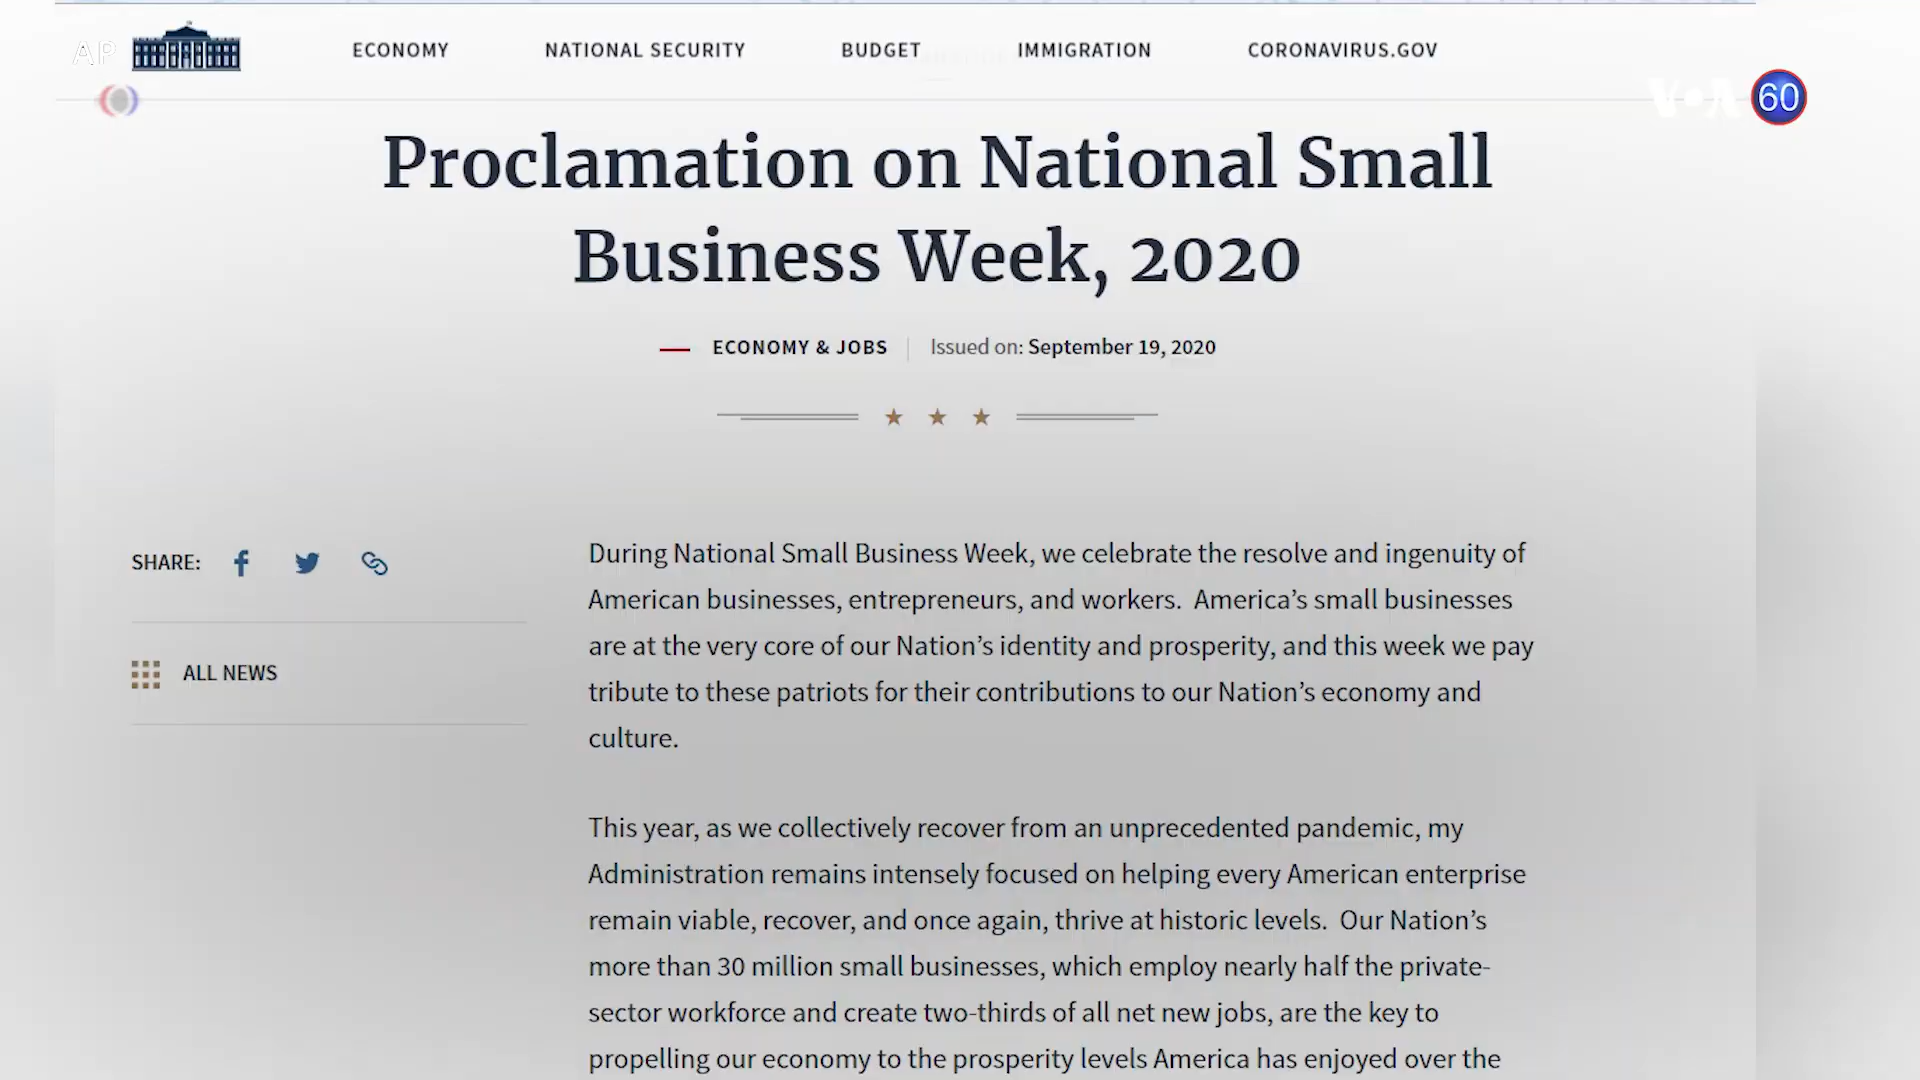 AP
ECONOMY NATIONAL SECURITY BUDGET IMMIGRATION CORONAVIRUS.GOV
VOA 60
Proclamation on National Small
Business Week, 2020
ECONOMY & JOBS Issued on: September 19, 2020
SHARE:
ALL NEWS
During National Small Business Week, we celebrate the resolve and ingenuity of
American businesses, entrepreneurs, and workers.  America’s small businesses
are at the very core of our Nation’s identity and prosperity, and this week we pay
tribute to these patriots for their contributions to our Nation’s economy and
culture.
This year, as we collectively recover from an unprecedented pandemic, my
Administration remains intensely focused on helping every American enterprise
remain viable, recover, and once again, thrive at historic levels.  Our Nation’s
more than 30 million small businesses, which employ nearly half the private-
sector workforce and create two-thirds of all net new jobs, are the key to
propelling our economy to the prosperity levels America has enjoyed over the